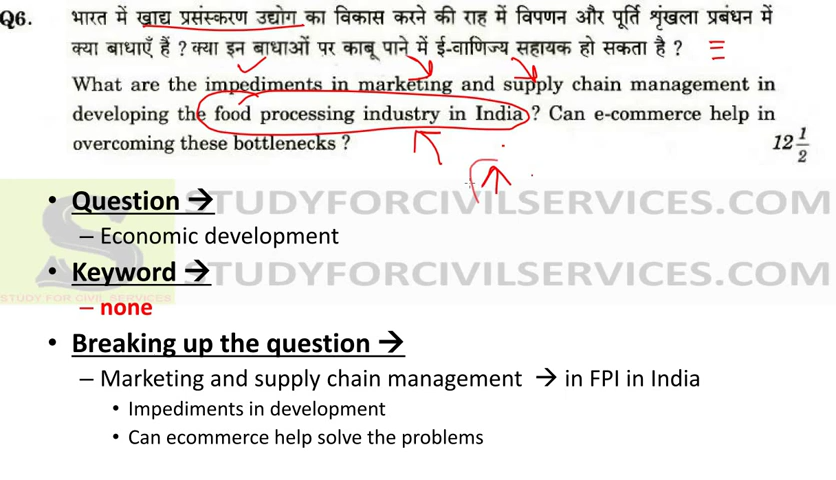 Q6. भारत में खाद्य प्रसंस्करण उद्योग का विकास करने की राह में विपणन और पूर्ति शृंखला प्रबंधन में
क्या बाधाएँ हैं ? क्या इन बाधाओं पर काबू पाने में ई-वाणिज्य सहायक हो सकता है ?
What are the impediments in marketing and supply chain management in
developing the food processing industry in India ? Can e-commerce help in
overcoming these bottlenecks ? 12 1/2
• Question →
STUDYFORCIVILSERVICES.COM
– Economic development
• Keyword →
STUDYFORCIVILSERVICES.COM
STUDY FOR CIVIL SERVICES
– none
• Breaking up the question →
– Marketing and supply chain management → in FPI in India
• Impediments in development
• Can ecommerce help solve the problems